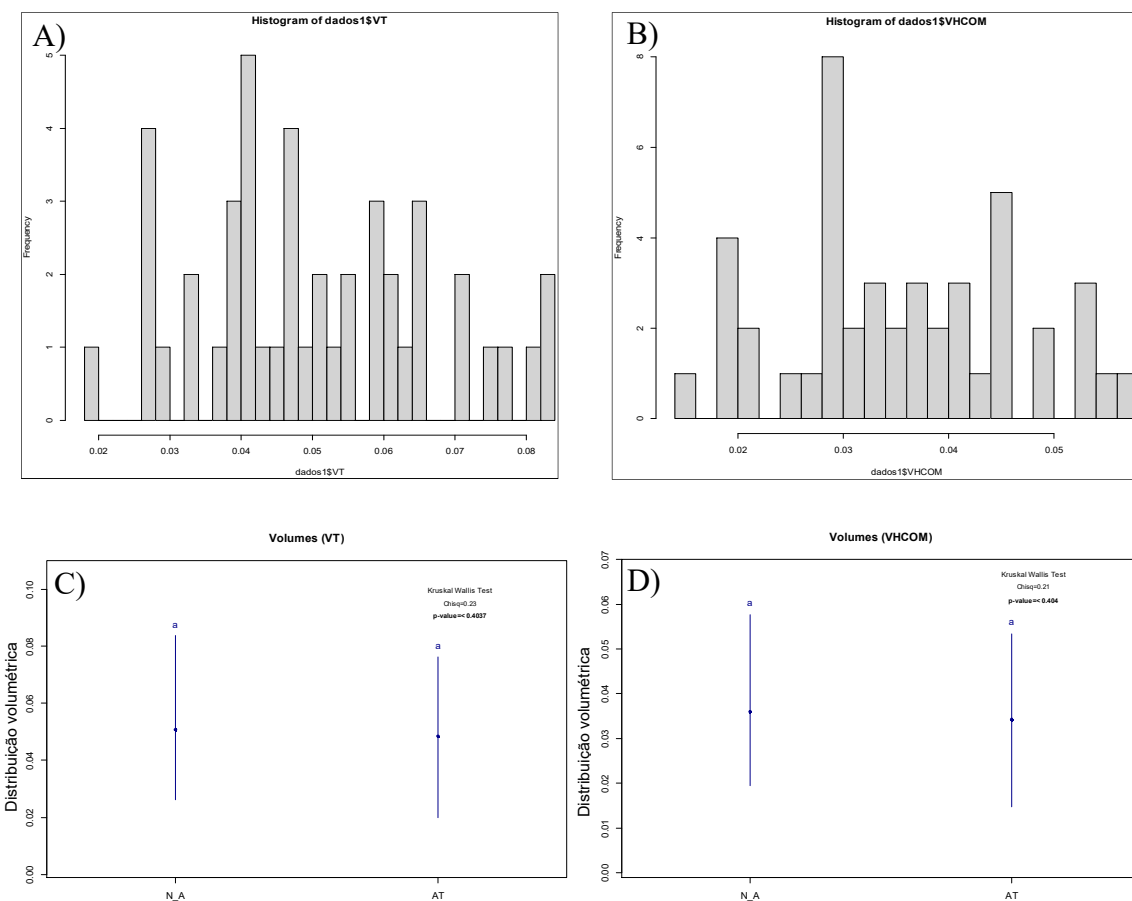 A)
Histogram of dados1$VT
Frequency
0
1
2
3
4
5
0.02 0.03 0.04 0.05 0.06 0.07 0.08
dados1$VT
B)
Histogram of dados1$VHCOM
Frequency
0
2
4
6
8
0.02 0.03 0.04 0.05
dados1$VHCOM
Volumes (VT)
C)
Distribuição volumétrica
0.00
0.02
0.04
0.06
0.08
0.10
Kruskal Wallis Test
Chisq=0.23
p-value=< 0.4037
a
a
N_A AT
Volumes (VHCOM)
D)
Distribuição volumétrica
0.00
0.01
0.02
0.03
0.04
0.05
0.06
0.07
Kruskal Wallis Test
Chisq=0.21
p-value=< 0.404
a
a
N_A AT